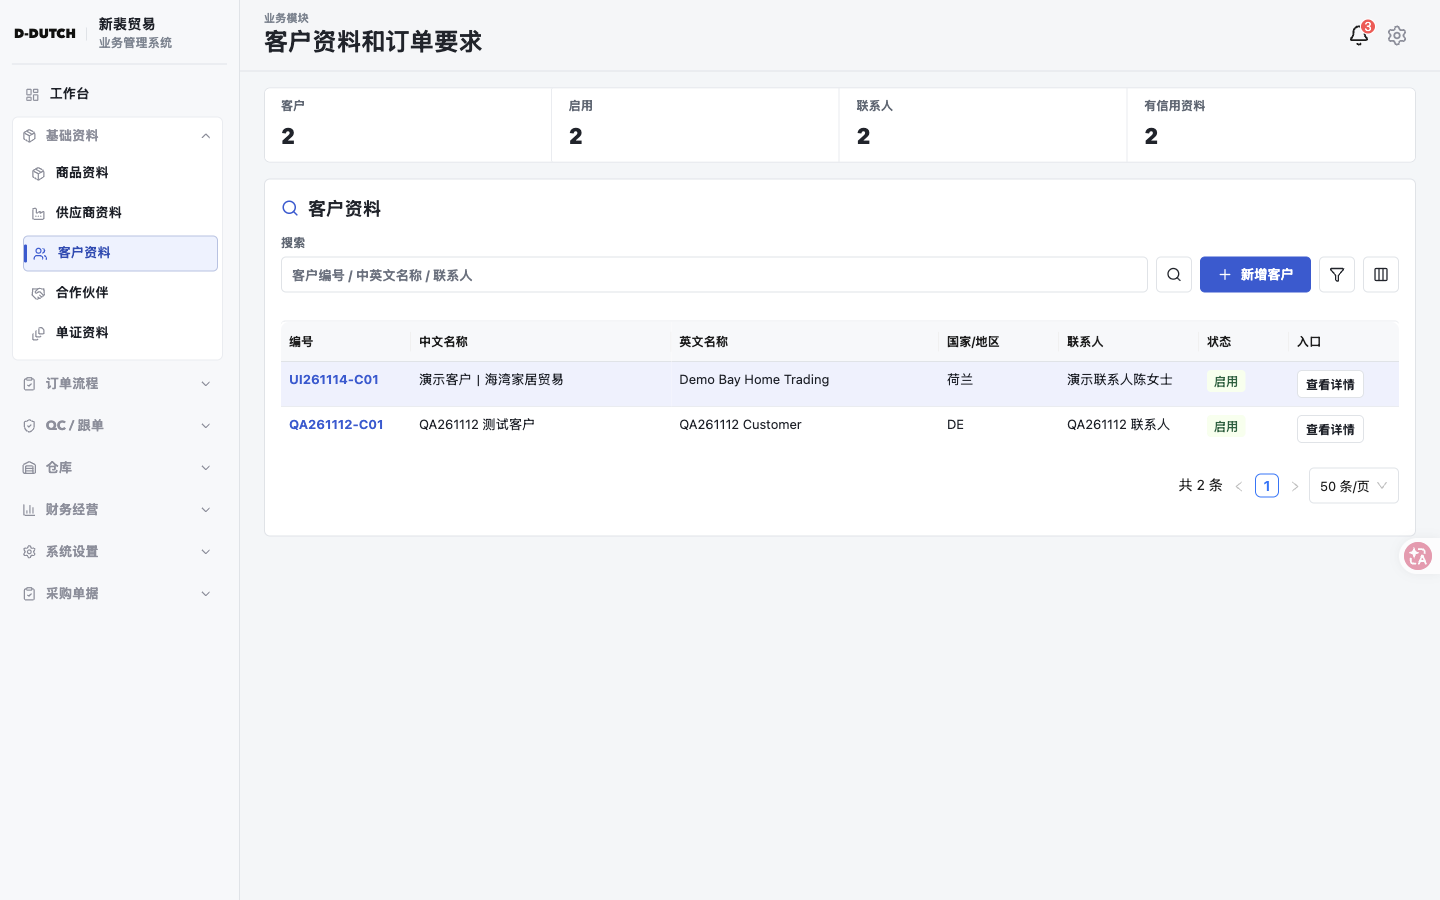 D-DUTCH
新装贸易
业务管理系统
工作台
基础资料
商品资料
供应商资料
客户资料
合作伙伴
单证资料
订单流程
QC / 跟单
仓库
财务经营
系统设置
采购单据
业务模块
客户资料和订单要求
3
客户
2
启用
2
联系人
2
有信用资料
2
客户资料
搜索
客户编号 / 中英文名称 / 联系人
新增客户
编号 中文名称 英文名称 国家/地区 联系人 状态 入口
UI261114-C01 演示客户 | 海湾家居贸易 Demo Bay Home Trading 荷兰 演示联系人陈女士 启用 查看详情
QA261112-C01 QA261112 测试客户 QA261112 Customer DE QA261112 联系人 启用 查看详情
共 2 条 1 50 条/页